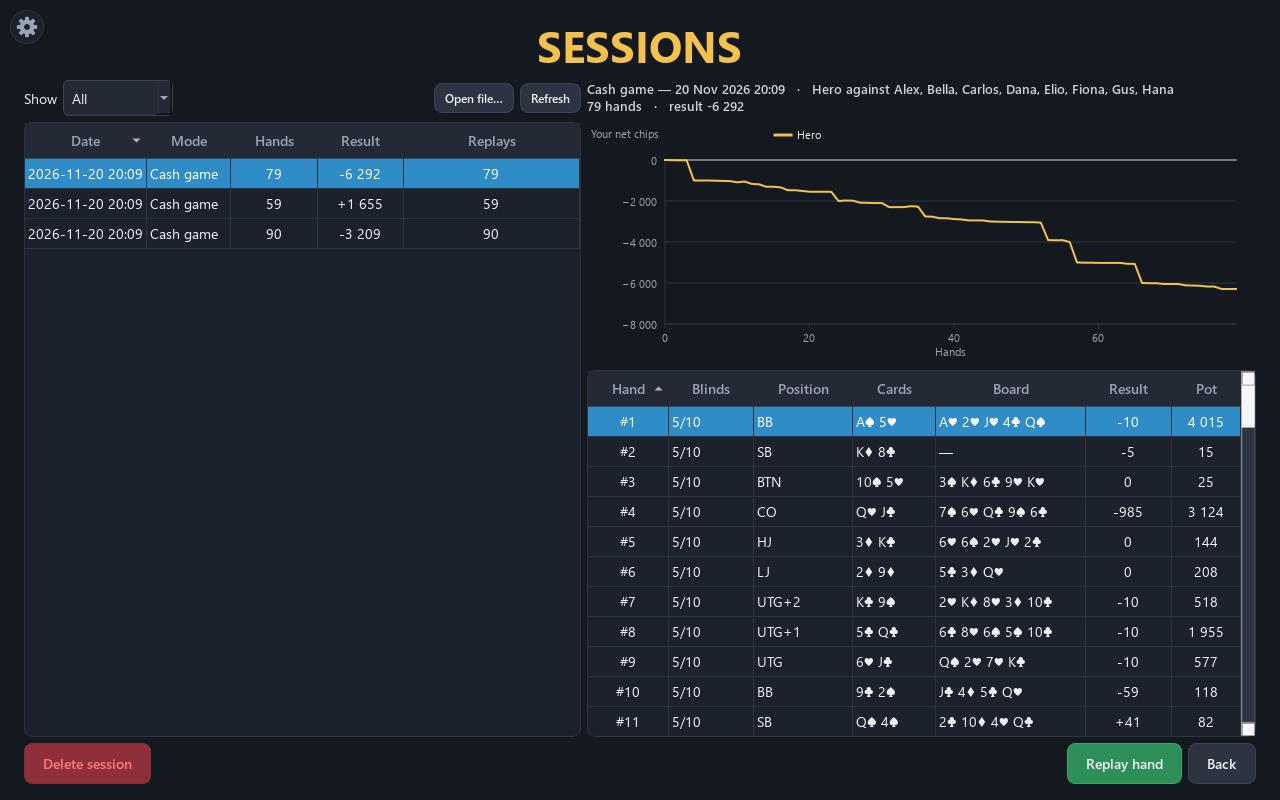 SESSIONS
Show All Open file... Refresh
Date Mode Hands Result Replays
2026-11-20 20:09 Cash game 79 -6 292 79
2026-11-20 20:09 Cash game 59 +1 655 59
2026-11-20 20:09 Cash game 90 -3 209 90
Cash game — 20 Nov 2026 20:09 · Hero against Alex, Bella, Carlos, Dana, Elio, Fiona, Gus, Hana
79 hands · result -6 292
Your net chips Hero
0
−2 000
−4 000
−6 000
−8 000
0 20 40 60
Hands
Hand Blinds Position Cards Board Result Pot
#1 5/10 BB A♠ 5♥ A♥ 2♥ J♥ 4♣ Q♠ -10 4 015
#2 5/10 SB K♦ 8♣ — -5 15
#3 5/10 BTN 10♠ 5♥ 3♠ K♦ 6♣ 9♥ K♥ 0 25
#4 5/10 CO Q♥ J♣ 7♠ 6♥ Q♣ 9♠ 6♣ -985 3 124
#5 5/10 HJ 3♦ K♣ 6♥ 6♠ 2♥ J♥ 2♣ 0 144
#6 5/10 LJ 2♦ 9♦ 5♣ 3♦ Q♥ 0 208
#7 5/10 UTG+2 K♣ 9♠ 2♥ K♦ 8♥ 3♦ 10♣ -10 518
#8 5/10 UTG+1 5♣ Q♣ 6♣ 8♥ 6♠ 5♠ 10♣ -10 1 955
#9 5/10 UTG 6♥ J♣ Q♠ 2♥ 7♥ K♣ -10 577
#10 5/10 BB 9♣ 2♠ J♣ 4♦ 5♣ Q♥ -59 118
#11 5/10 SB Q♠ 4♠ 2♣ 10♦ 4♥ Q♣ +41 82
Delete session Replay hand Back